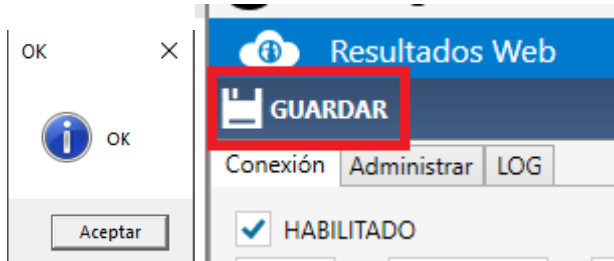 OK
OK
Aceptar
Resultados Web
GUARDAR
Conexión Administrar LOG
HABILITADO